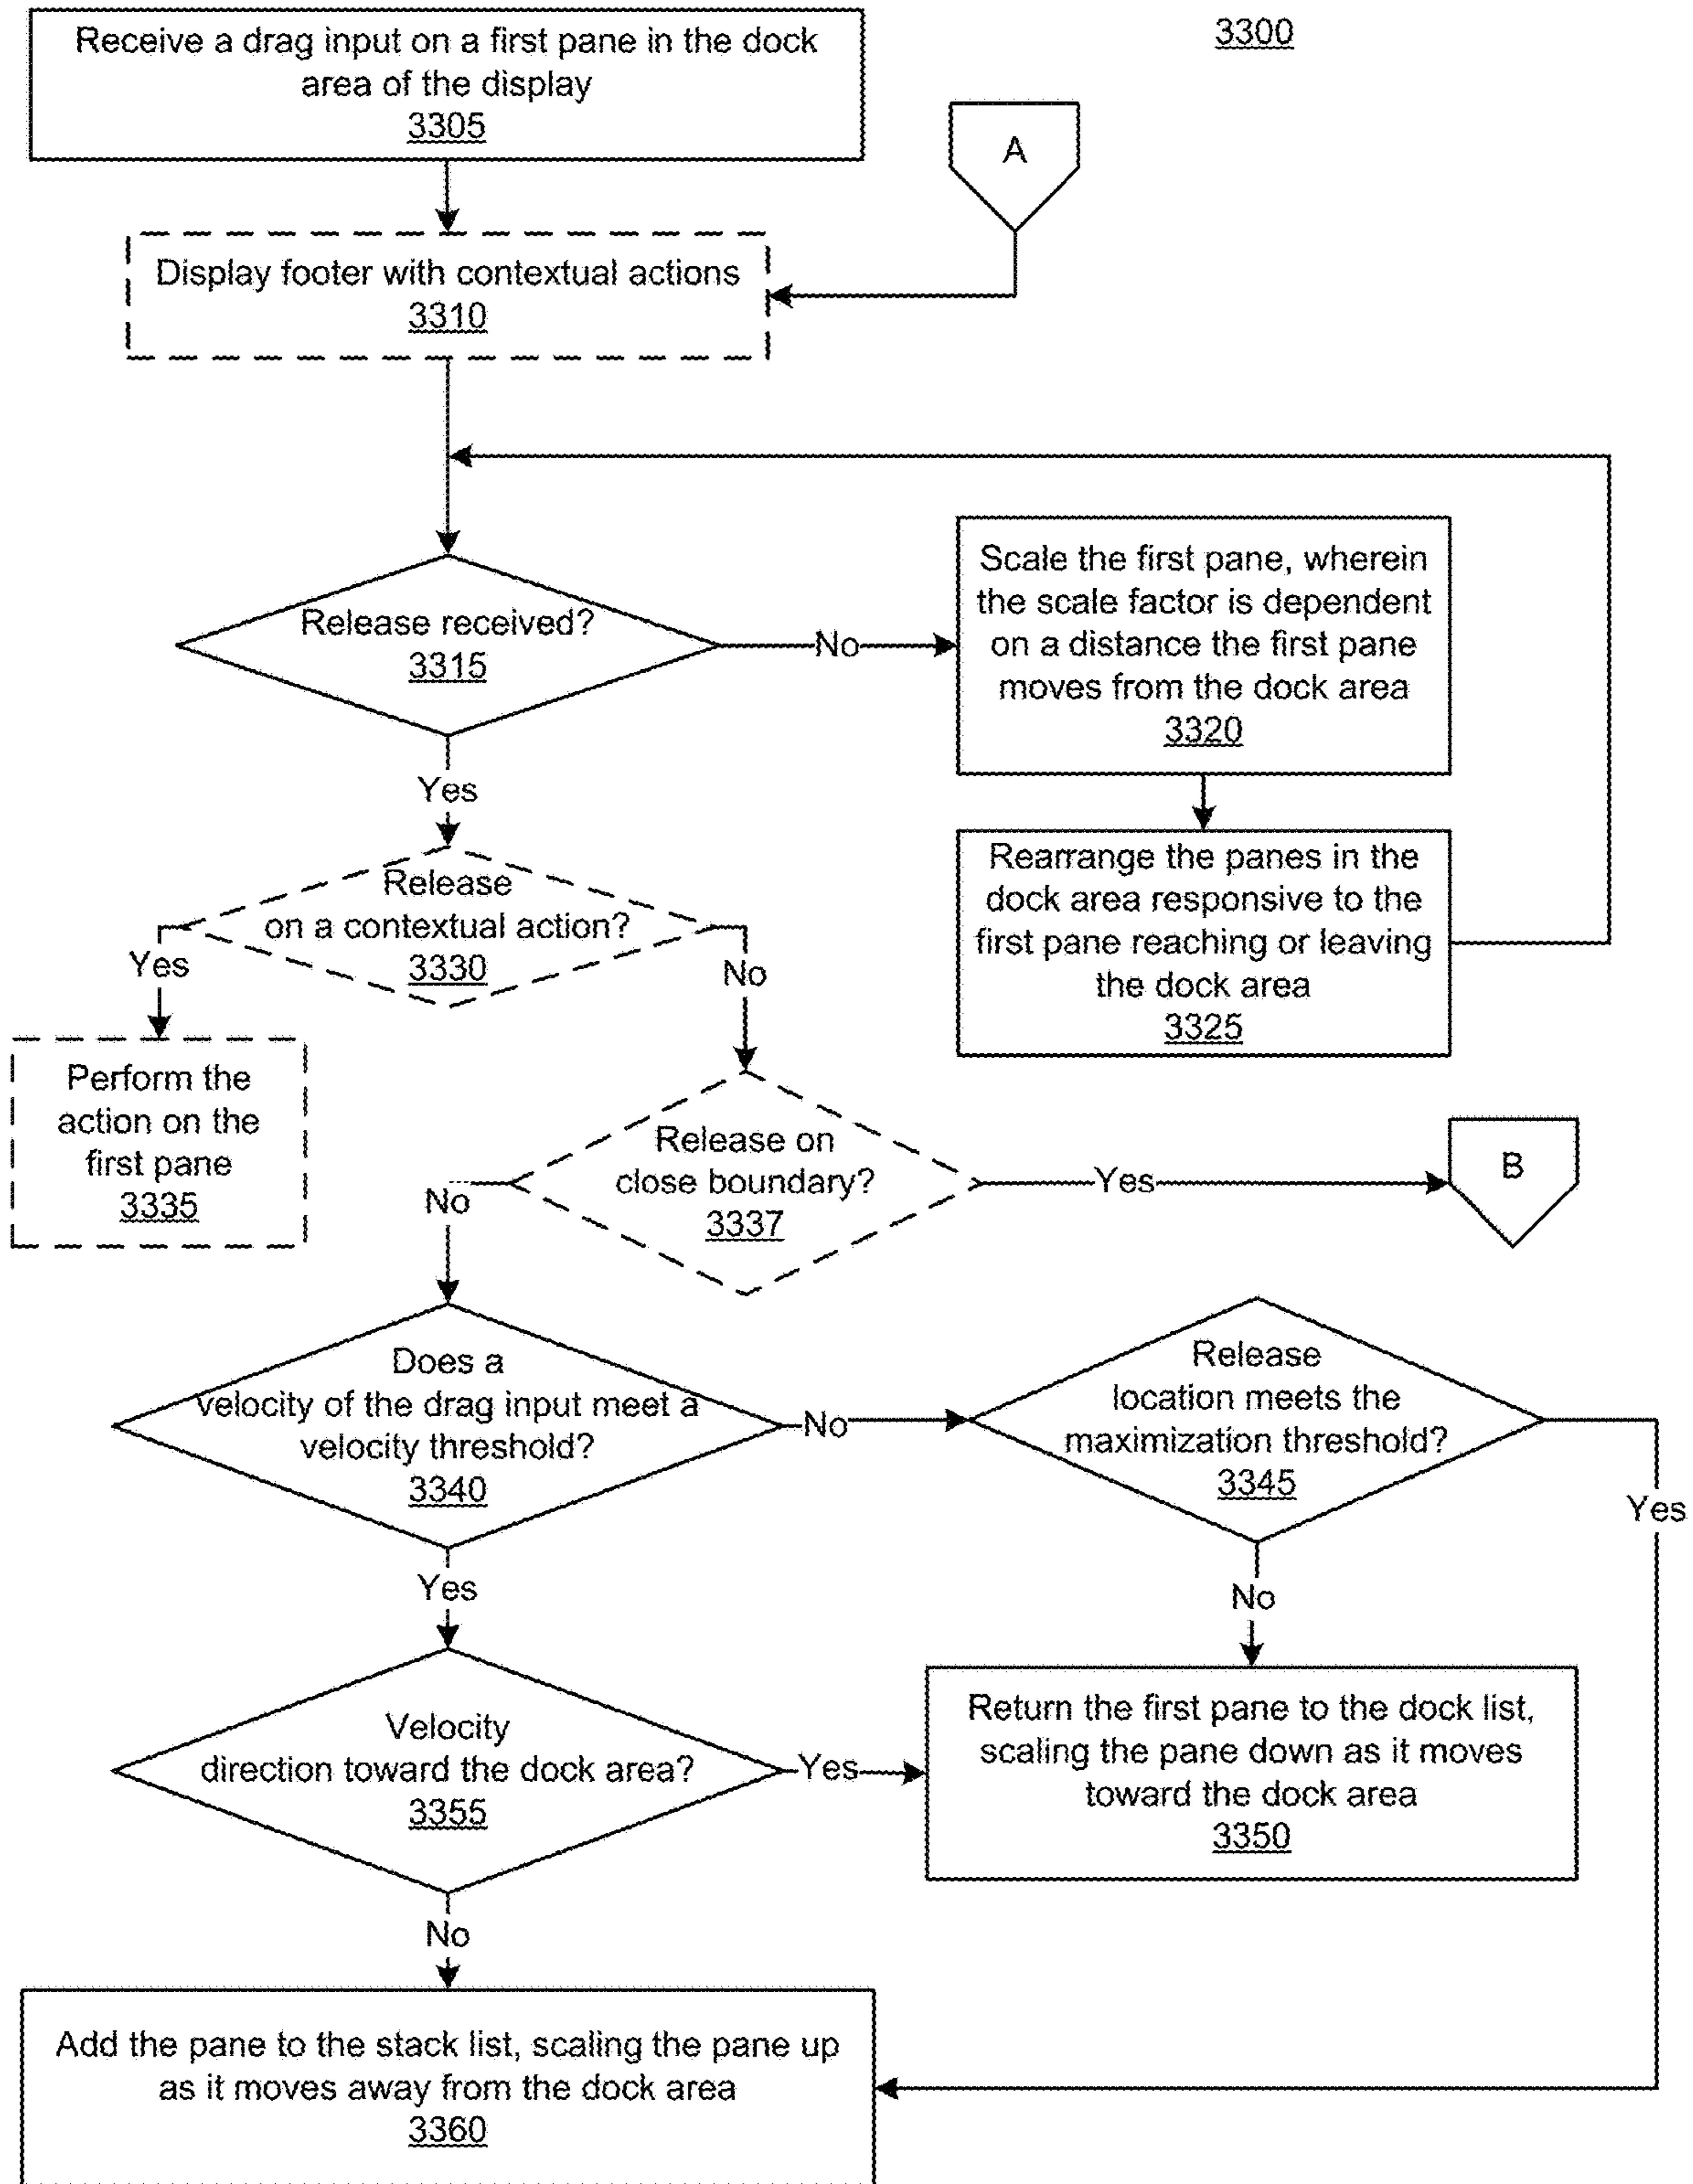 3300
Receive a drag input on a first pane in the dock
area of the display
3305
A
Display footer with contextual actions
3310
Release received?
3315
No
Scale the first pane, wherein
the scale factor is dependent
on a distance the first pane
moves from the dock area
3320
Yes
Rearrange the panes in the
dock area responsive to the
first pane reaching or leaving
the dock area
3325
Release
on a contextual action?
3330
Yes
No
Perform the
action on the
first pane
3335
Release on
close boundary?
3337
Yes
B
No
Does a
velocity of the drag input meet a
velocity threshold?
3340
No
Release
location meets the
maximization threshold?
3345
Yes
Yes
No
Velocity
direction toward the dock area?
3355
Yes
Return the first pane to the dock list,
scaling the pane down as it moves
toward the dock area
3350
No
Add the pane to the stack list, scaling the pane up
as it moves away from the dock area
3360